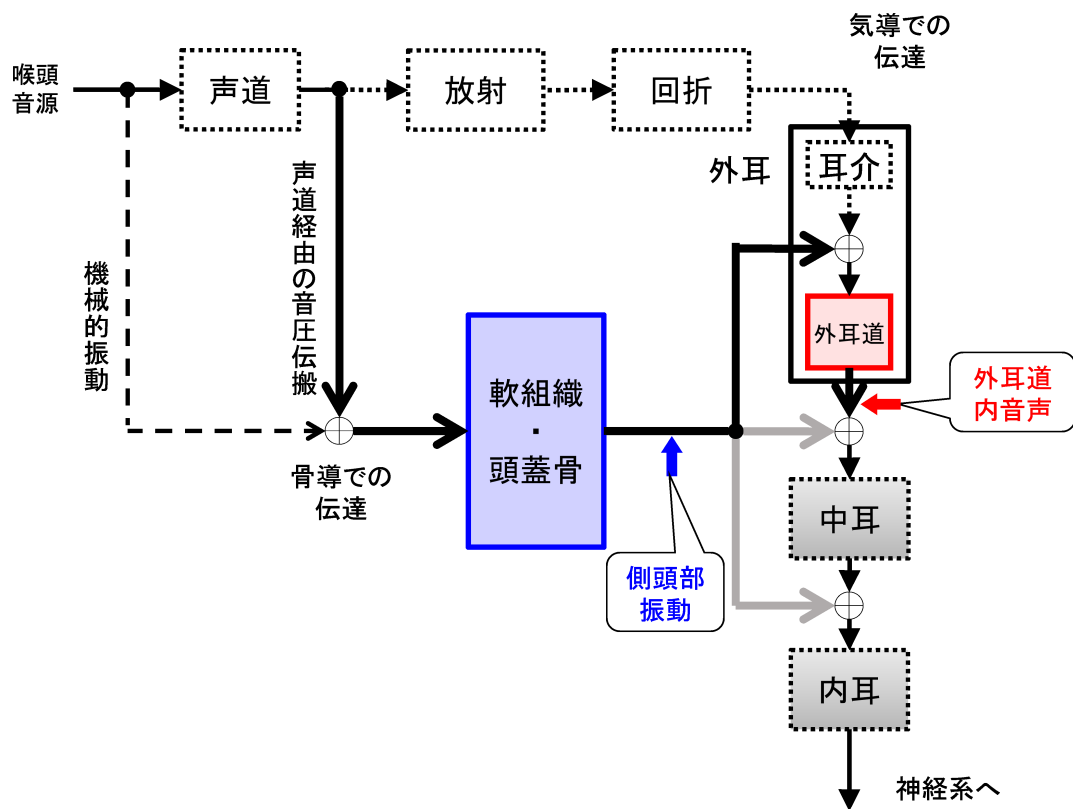 気導での
伝達
喉頭
音源
声道
放射
回折
外耳
耳介
声道経由の音圧伝搬
機械的振動
外耳道
外耳道
内音声
軟組織
・
頭蓋骨
骨導での
伝達
中耳
側頭部
振動
内耳
神経系へ